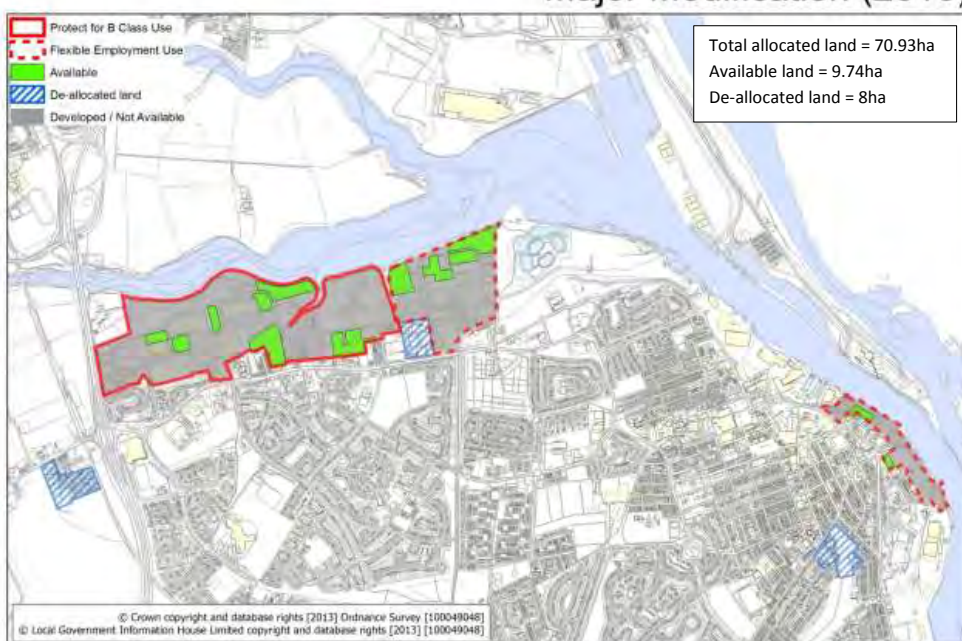 Protect for B Class Use
Flexible Employment Use
Available
De-allocated land
Developed / Not Available
Total allocated land = 70.93ha
Available land = 9.74ha
De-allocated land = 8ha
© Crown copyright and database rights [2013] Ordnance Survey [100049048]
© Local Government Information House Limited copyright and database rights [2013] [100049048]